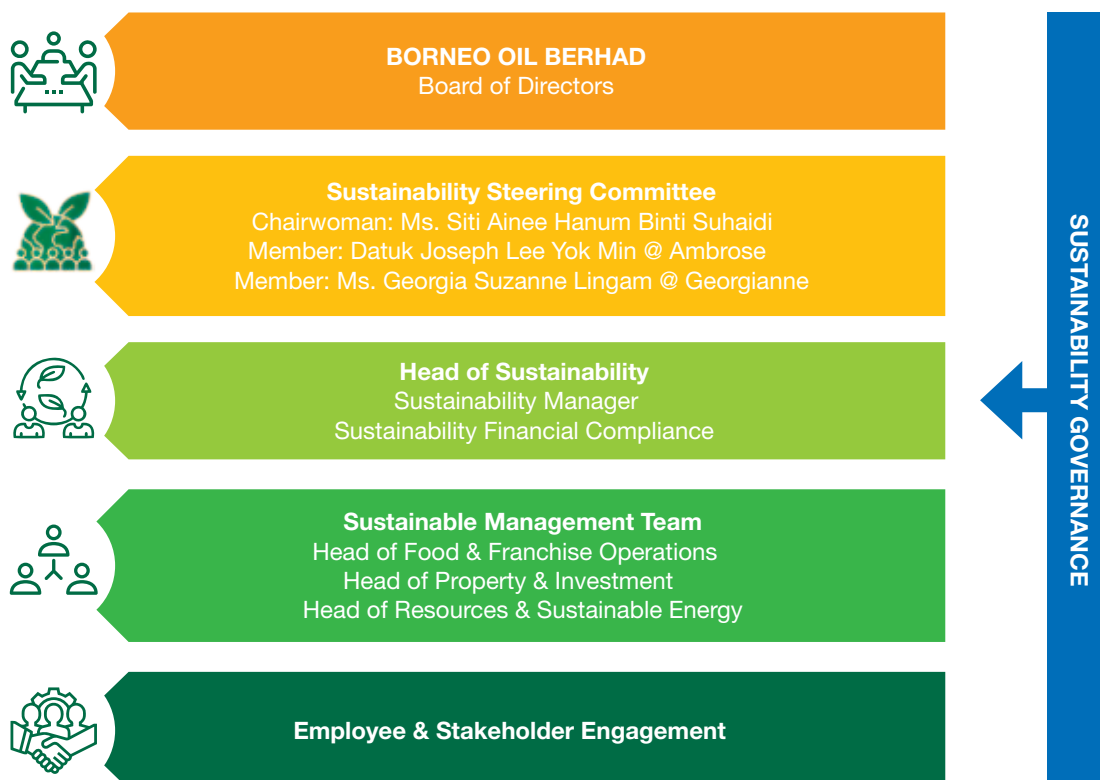 BORNEO OIL BERHAD
Board of Directors
Sustainability Steering Committee
Chairwoman: Ms. Siti Ainee Hanum Binti Suhaidi
Member: Datuk Joseph Lee Yok Min @ Ambrose
Member: Ms. Georgia Suzanne Lingam @ Georgianne
Head of Sustainability
Sustainability Manager
Sustainability Financial Compliance
Sustainable Management Team
Head of Food & Franchise Operations
Head of Property & Investment
Head of Resources & Sustainable Energy
Employee & Stakeholder Engagement
SUSTAINABILITY GOVERNANCE